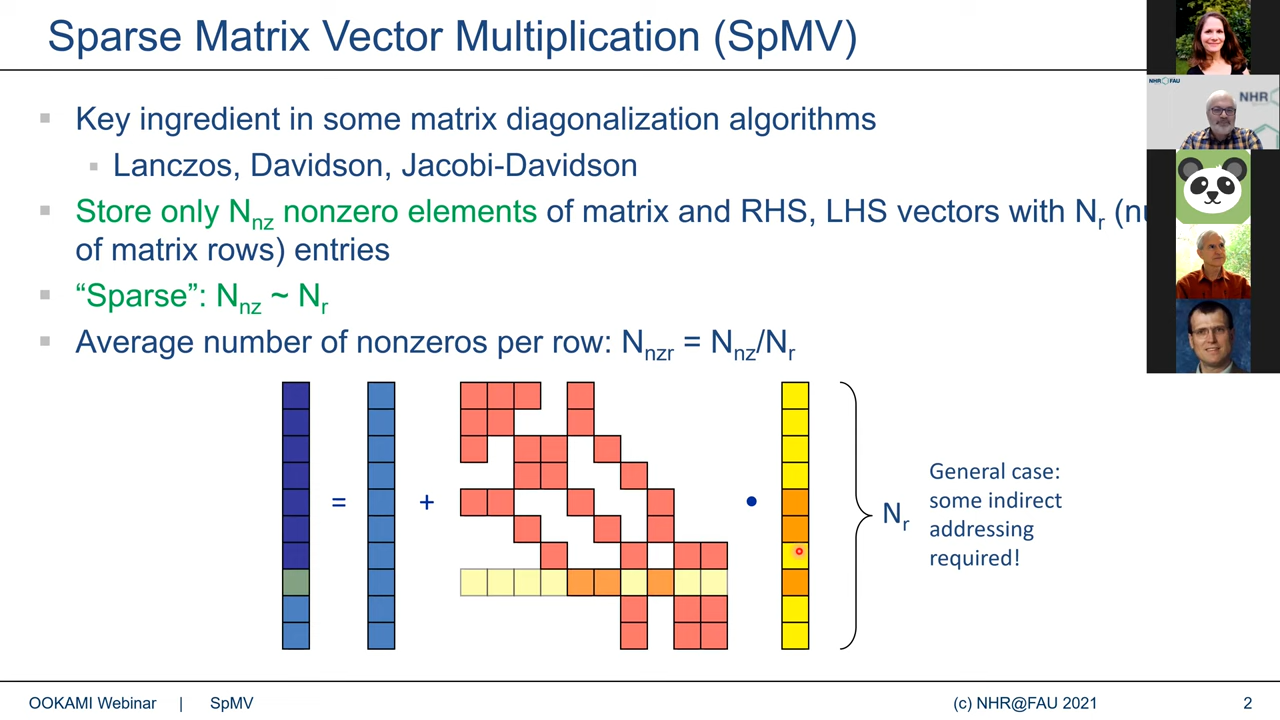 Sparse Matrix Vector Multiplication (SpMV)
NHR FAU
NHR
Key ingredient in some matrix diagonalization algorithms
Lanczos, Davidson, Jacobi-Davidson
Store only Nnz nonzero elements of matrix and RHS, LHS vectors with Nr
of matrix rows) entries
“Sparse”: Nnz ~ Nr
Average number of nonzeros per row: Nnzr = Nnz/Nr
= + •
Nr
General case:
some indirect
addressing
required!
OOKAMI Webinar | SpMV (c) NHR@FAU 2021 2